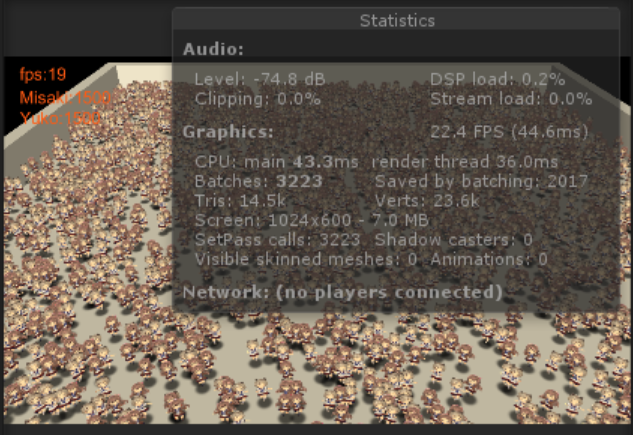 Statistics
Audio:
Level: -74.8 dB DSP load: 0.2%
Clipping: 0.0% Stream load: 0.0%
Graphics: 22.4 FPS (44.6ms)
CPU: main 43.3ms render thread 36.0ms
Batches: 3223 Saved by batching: 2017
Tris: 14.5k Verts: 23.6k
Screen: 1024x600 - 7.0 MB
SetPass calls: 3223 Shadow casters: 0
Visible skinned meshes: 0 Animations: 0
Network: (no players connected)
fps:19
Misaki:1500
Yuko:1500